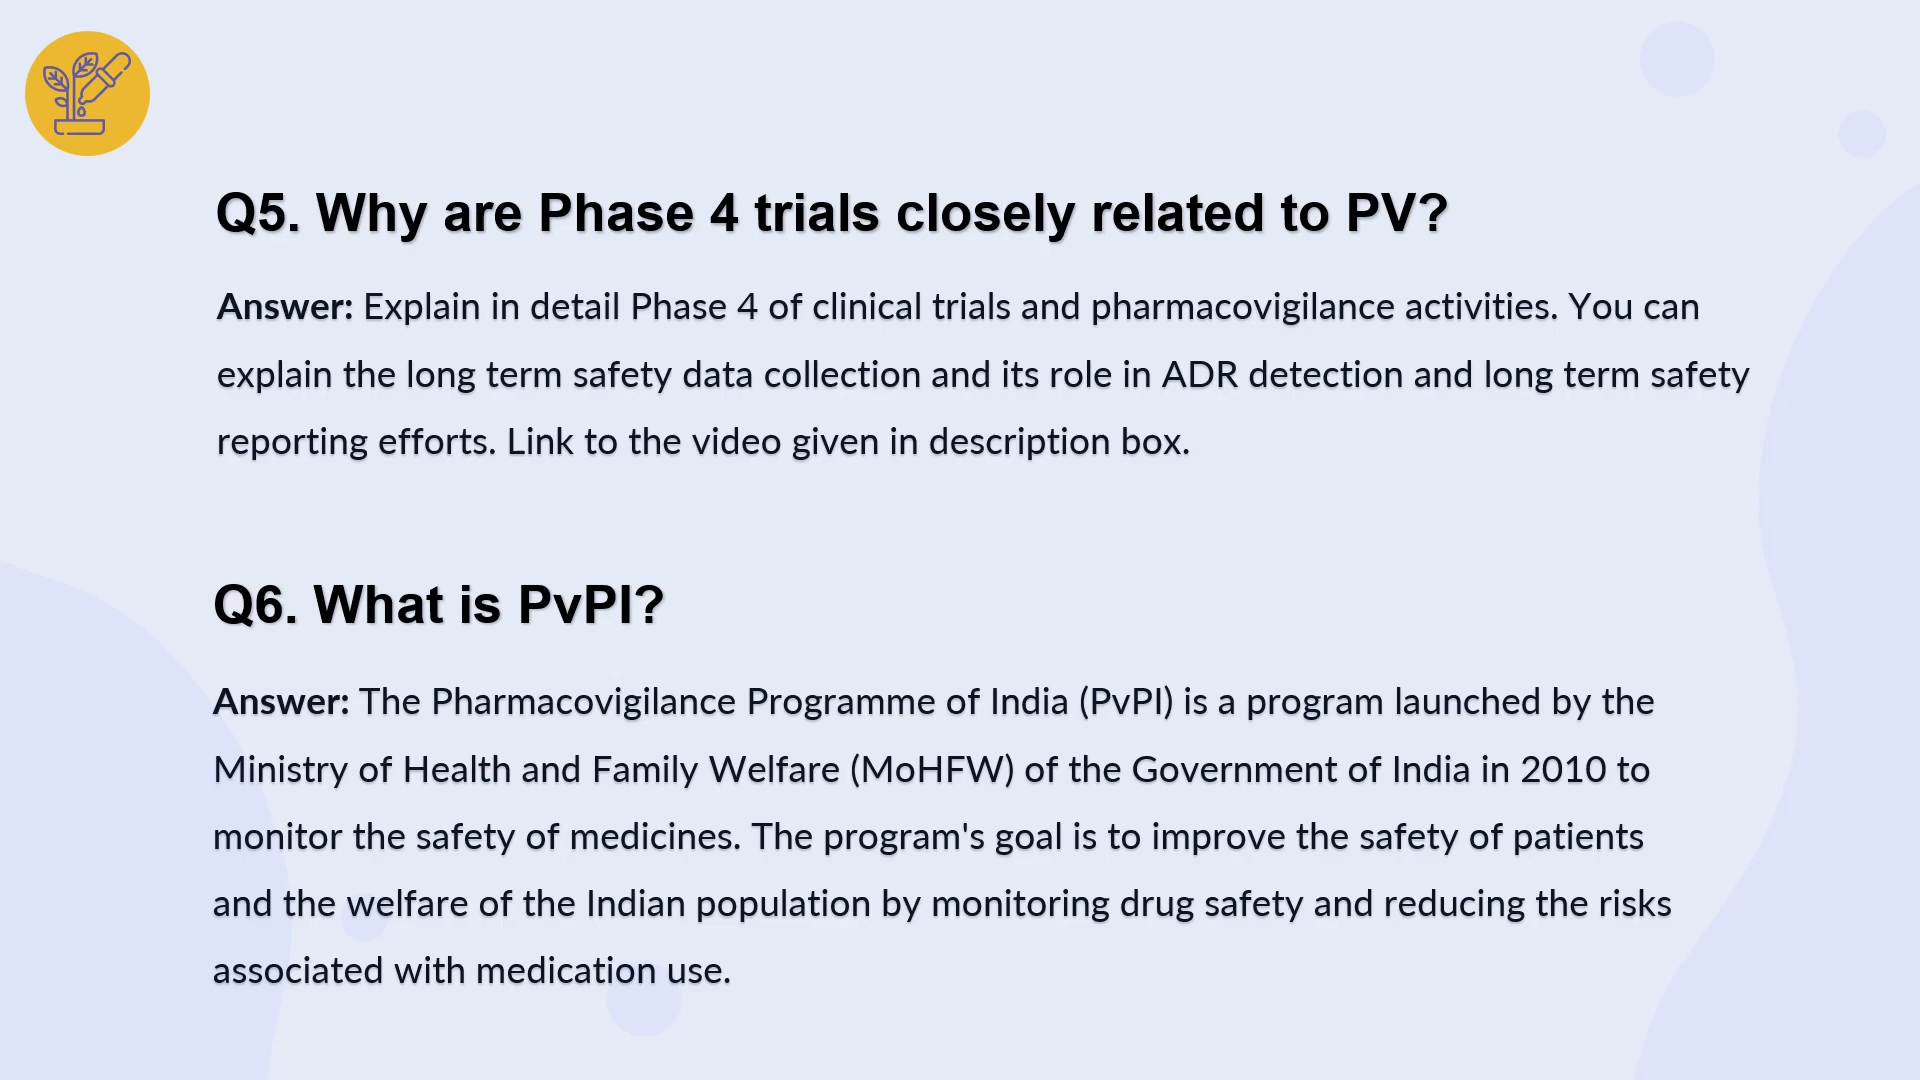 Q5. Why are Phase 4 trials closely related to PV?
Answer: Explain in detail Phase 4 of clinical trials and pharmacovigilance activities. You can
explain the long term safety data collection and its role in ADR detection and long term safety
reporting efforts. Link to the video given in description box.
Q6. What is PvPI?
Answer: The Pharmacovigilance Programme of India (PvPI) is a program launched by the
Ministry of Health and Family Welfare (MoHFW) of the Government of India in 2010 to
monitor the safety of medicines. The program's goal is to improve the safety of patients
and the welfare of the Indian population by monitoring drug safety and reducing the risks
associated with medication use.